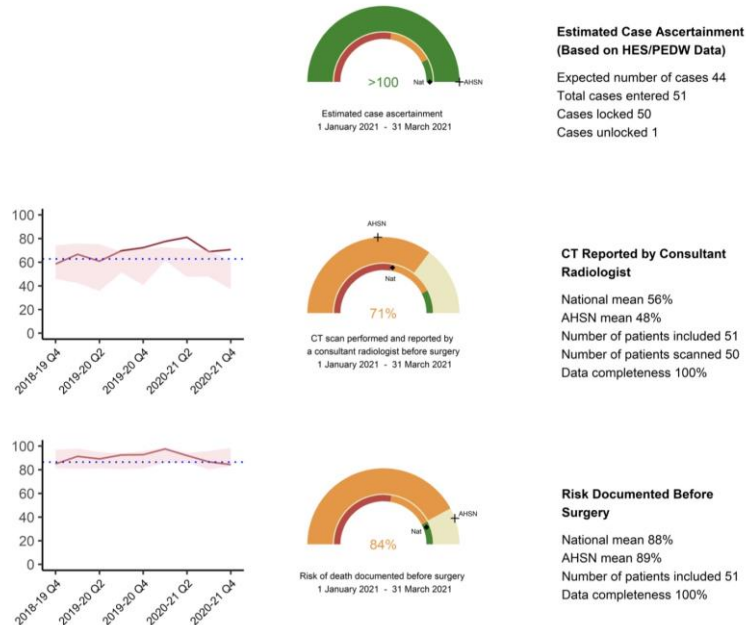 >100
Nat
AHSN
Estimated case ascertainment
1 January 2021 - 31 March 2021
Estimated Case Ascertainment
(Based on HES/PEDW Data)
Expected number of cases 44
Total cases entered 51
Cases locked 50
Cases unlocked 1
100
80
60
40
20
0
2018-19 Q4
2019-20 Q2
2019-20 Q4
2020-21 Q2
2020-21 Q4
AHSN
Nat
71%
CT scan performed and reported by
a consultant radiologist before surgery
1 January 2021 - 31 March 2021
CT Reported by Consultant
Radiologist
National mean 56%
AHSN mean 48%
Number of patients included 51
Number of patients scanned 50
Data completeness 100%
100
80
60
40
20
0
2018-19 Q4
2019-20 Q2
2019-20 Q4
2020-21 Q2
2020-21 Q4
AHSN
Nat
84%
Risk of death documented before surgery
1 January 2021 - 31 March 2021
Risk Documented Before
Surgery
National mean 88%
AHSN mean 89%
Number of patients included 51
Data completeness 100%